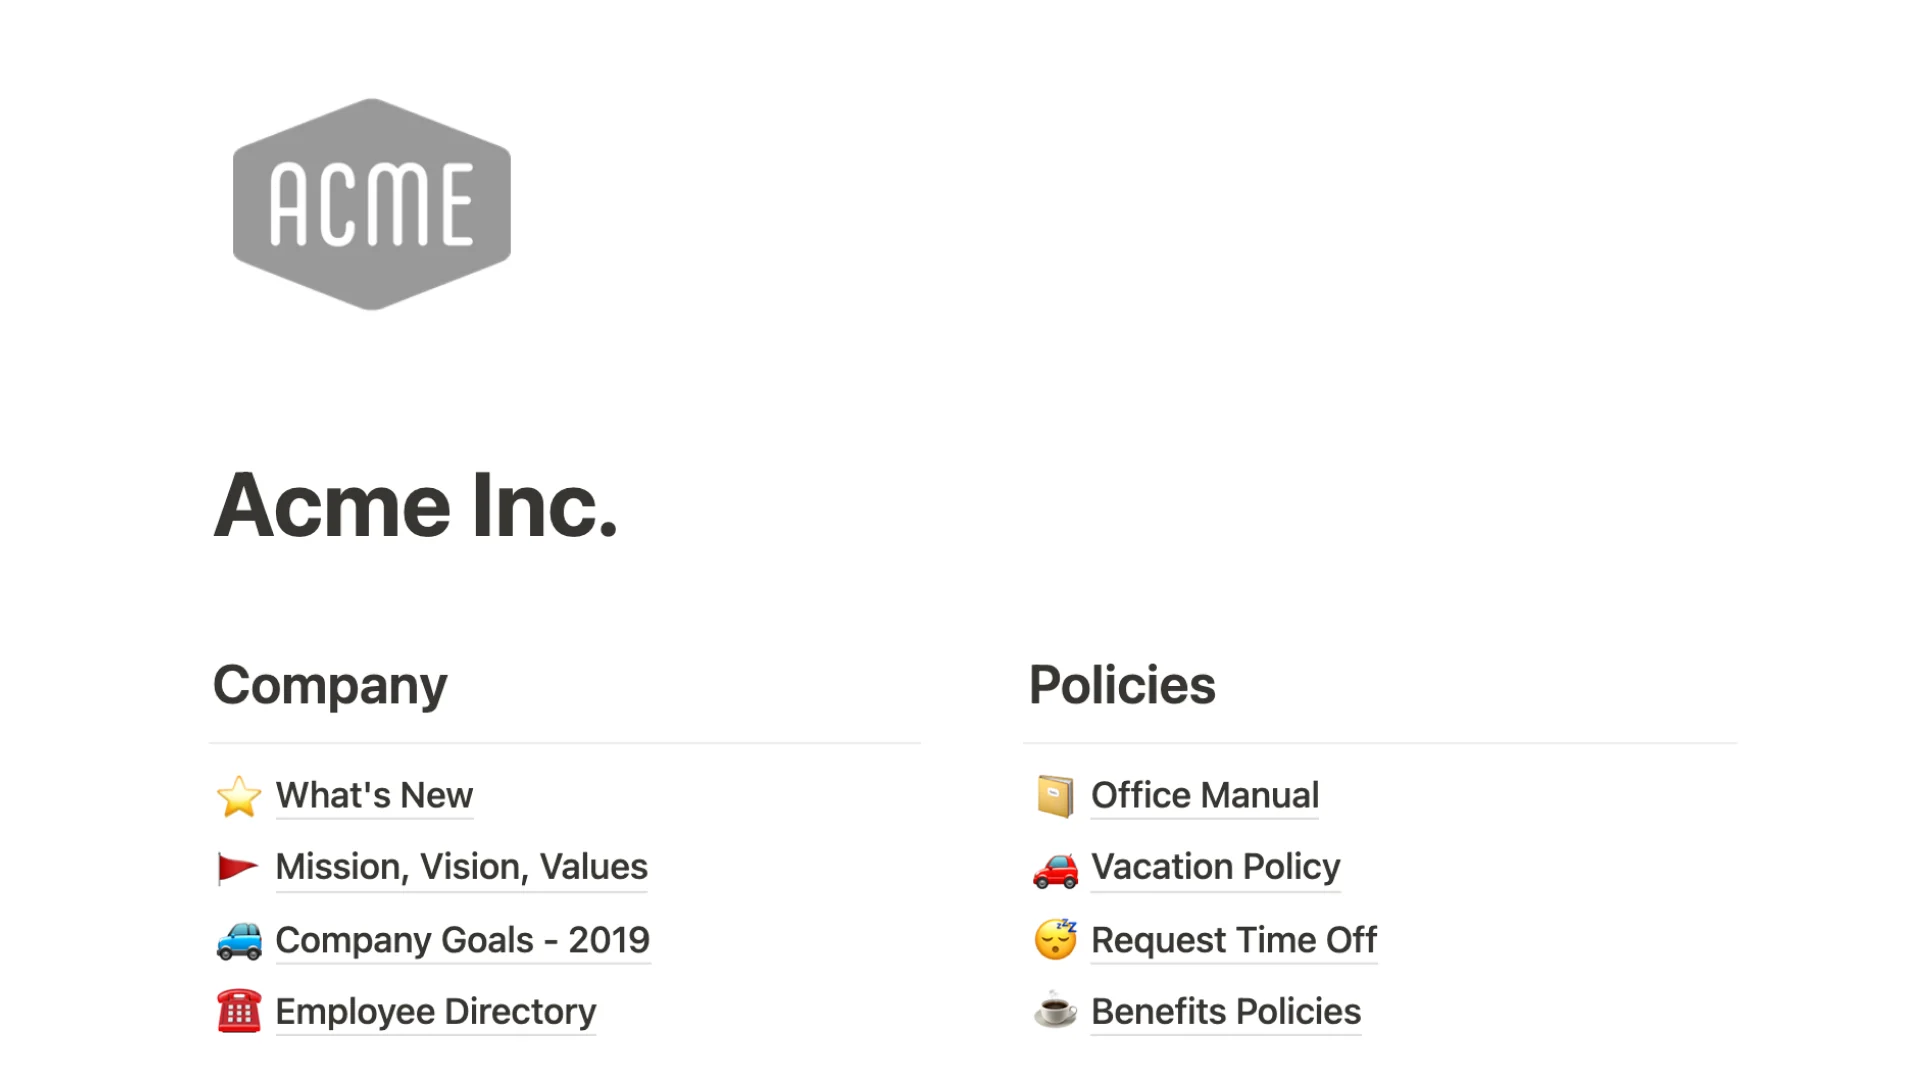 ACME
Acme Inc.
Company
What's New
Mission, Vision, Values
Company Goals - 2019
Employee Directory
Policies
Office Manual
Vacation Policy
Request Time Off
Benefits Policies